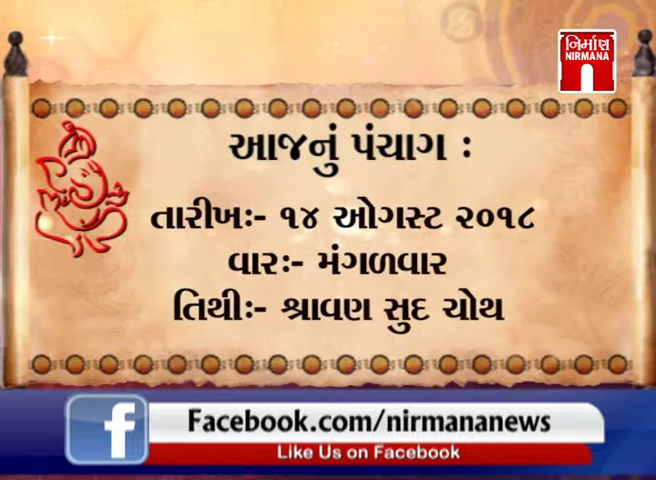 નિર્માણ
NIRMANA
આજનું પંચાગ :
તારીખઃ- ૧૪ ઓગસ્ટ ૨૦૧૮
વારઃ- મંગળવાર
તિથીઃ- શ્રાવણ સુદ ચોથ
f
Facebook.com/nirmananews
Like Us on Facebook